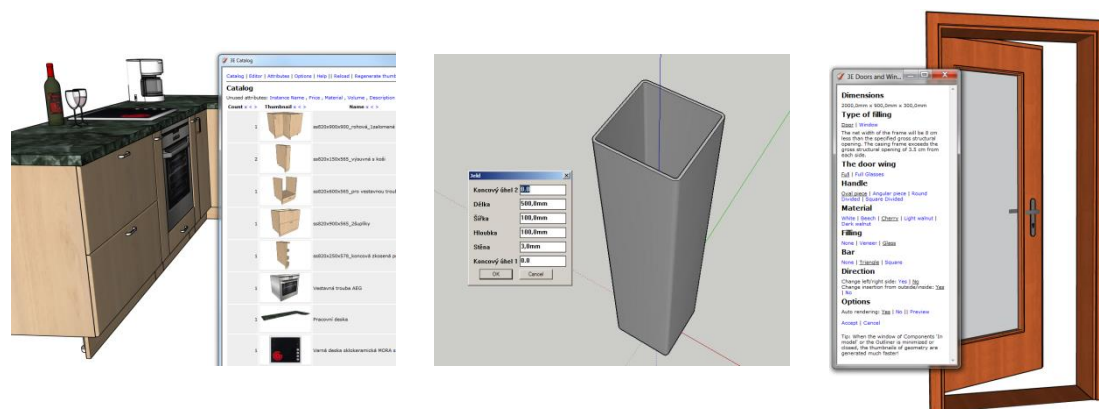 3E Catalog
Catalog | Editor | Attributes | Options | Help || Reload | Regenerate thumb
Catalog
Unused attributes: Instance Name , Price , Material , Volume , Description
Count < < > Thumbnail < < > Name < < >
1
2
1
1
1
1 Vestavná trouba AEG
1 Pracovní deska
1 Varná deska sklokeramická MORA
Jekl
Koncový úhel 2 0.0
Délka 500,0mm
Šířka 100,0mm
Hloubka 100,0mm
Stěna 3,0mm
Koncový úhel 1 0.0
OK Cancel
3E Doors and Win...
Dimensions
2000,0mm x 900,0mm x 300,0mm
Type of filling
Door | Window
The net width of the frame will be 8 cm
less than the specified gross structural
opening. The casing frame exceeds the
gross structural opening of 3.5 cm from
each side.
The door wing
Full | Full Glasses
Handle
Oval piece | Angular piece | Round
Divided | Square Divided
Material
White | Beech | Cherry | Light walnut |
Dark walnut
Filling
None | Veneer | Glass
Bar
None | Triangle | Square
Direction
Change left/right side: Yes | No
Change insertion from outside/inside: Yes
| No
Options
Auto rendering: Yes | No || Preview
Accept | Cancel
Tip: When the window of Components 'In
model' or the Outliner is minimized or
closed, the thumbnails of geometry are
generated much faster!